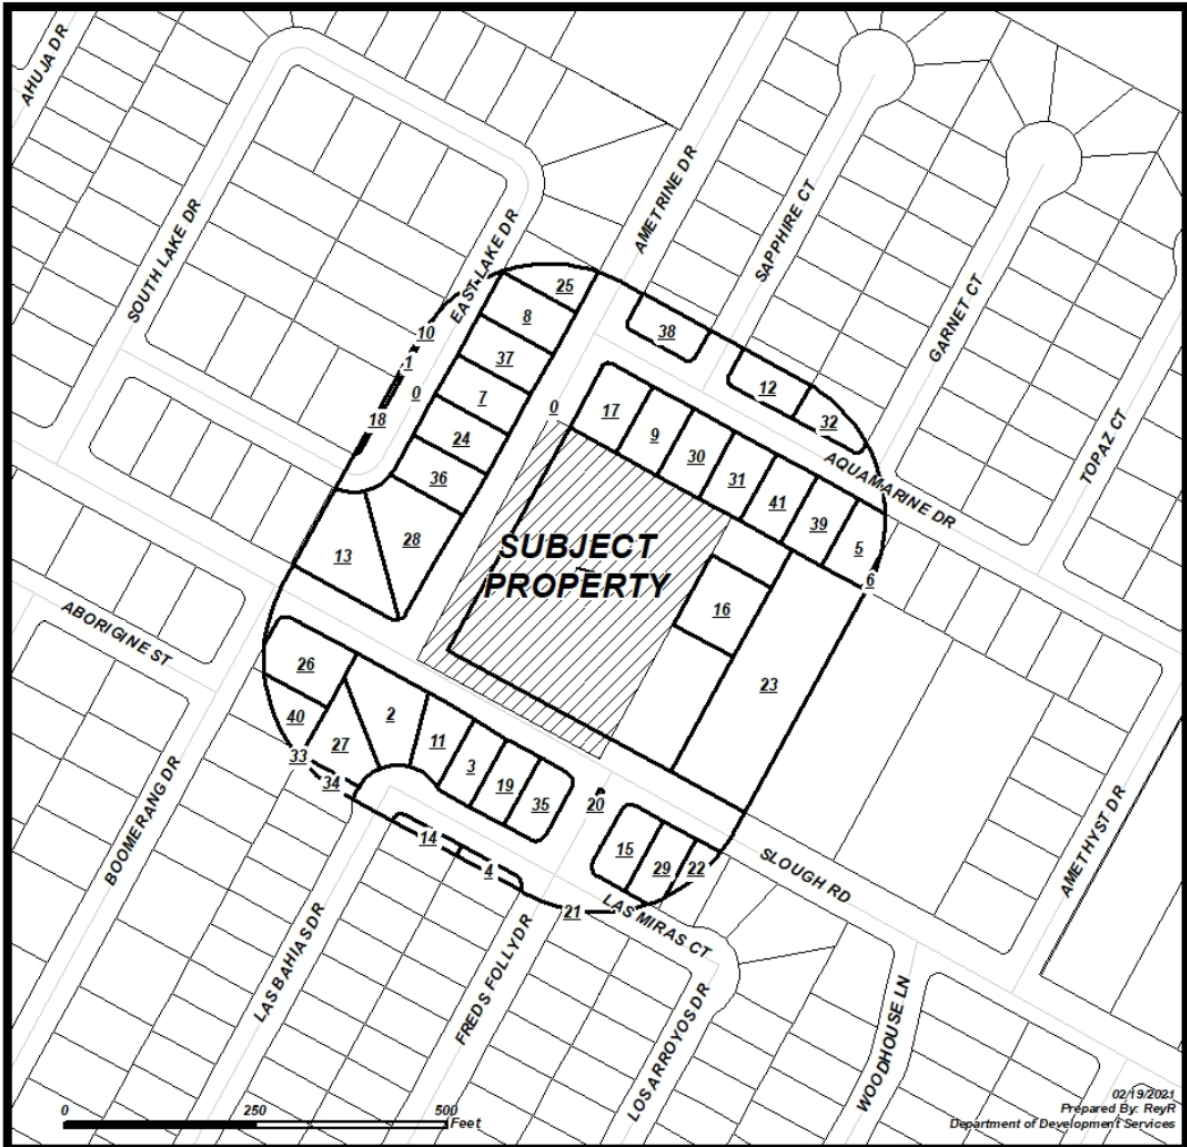 AHUJA DR
SOUTH LAKE DR
EAST LAKE DR
AMETRINE DR
SAPPHIRE CT
GARNET CT
TOPAZ CT
25
8
10
38
37
1
0
7
12
18
0
17
32
24
9
30
AQUAMARINE DR
36
31
41
39
28
13
5
SUBJECT
PROPERTY
6
16
ABORIGINE ST
26
23
2
40
11
27
33
3
34
19
35
20
14
15
4
29
22
SLOUGH RD
AMETHYST DR
BOOMERANG DR
21
LAS MIRAS CT
LAS BAHIAS DR
FREDS FOLLY DR
LOS ARROYOS DR
WOODHOUSE LN
0 250 500
Feet
02/19/2021
Prepared By: ReyR
Department of Development Services